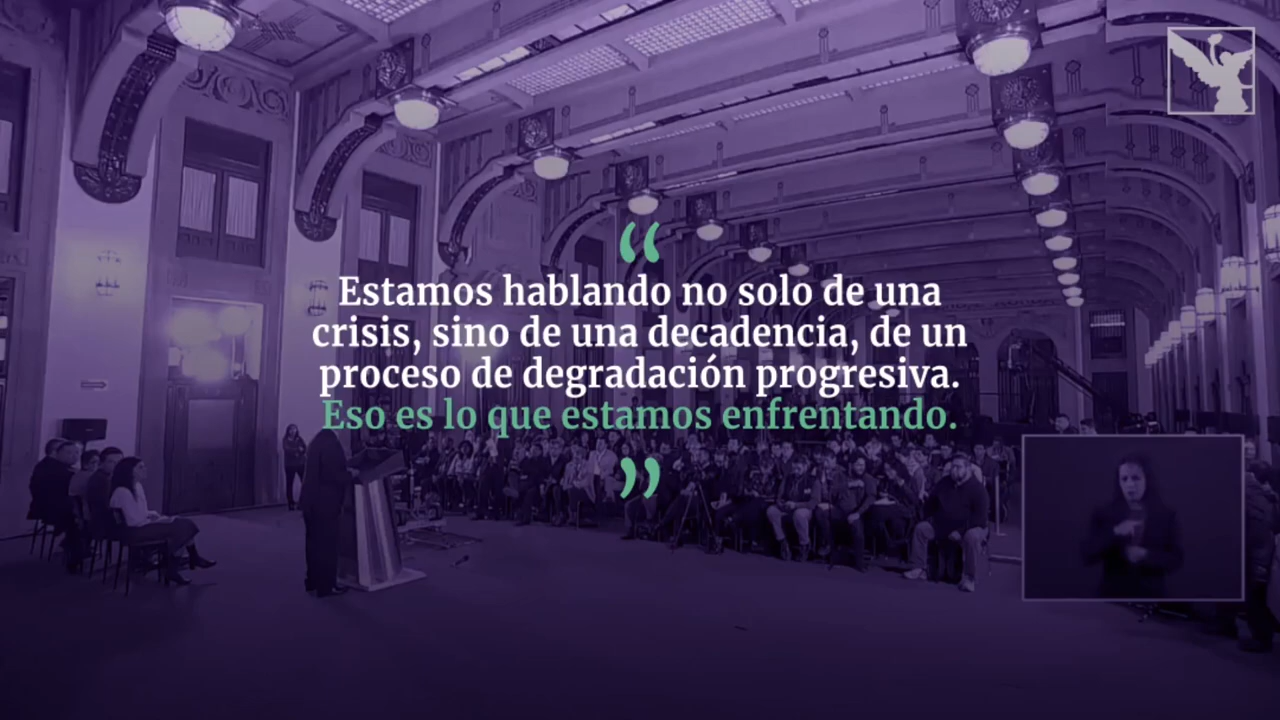 “
Estamos hablando no solo de una
crisis, sino de una decadencia, de un
proceso de degradación progresiva.
Eso es lo que estamos enfrentando.
”